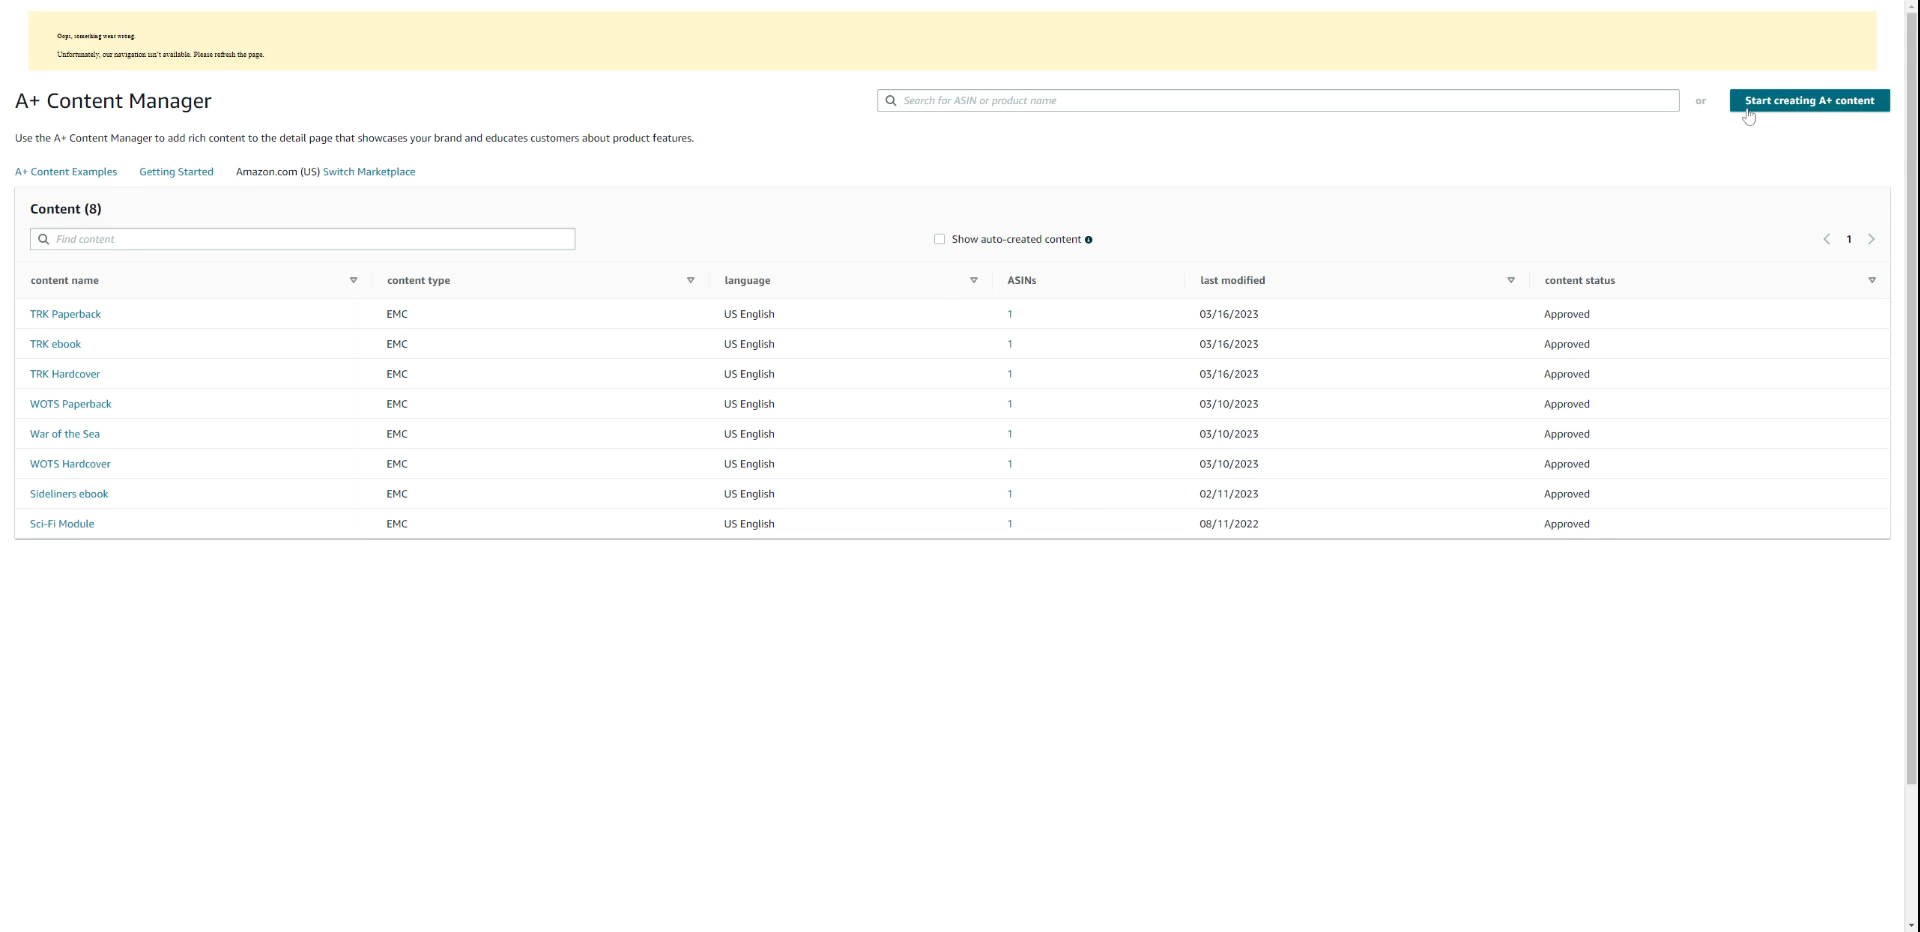 Oops, something went wrong.
Unfortunately, our navigation isn't available. Please refresh the page.
A+ Content Manager
Search for ASIN or product name
or
Start creating A+ content
Use the A+ Content Manager to add rich content to the detail page that showcases your brand and educates customers about product features.
A+ Content Examples Getting Started Amazon.com (US) Switch Marketplace
Content (8)
Find content
Show auto-created content
1
content name content type language ASINs last modified content status
TRK Paperback EMC US English 1 03/16/2023 Approved
TRK ebook EMC US English 1 03/16/2023 Approved
TRK Hardcover EMC US English 1 03/16/2023 Approved
WOTS Paperback EMC US English 1 03/10/2023 Approved
War of the Sea EMC US English 1 03/10/2023 Approved
WOTS Hardcover EMC US English 1 03/10/2023 Approved
Sideliners ebook EMC US English 1 02/11/2023 Approved
Sci-Fi Module EMC US English 1 08/11/2022 Approved